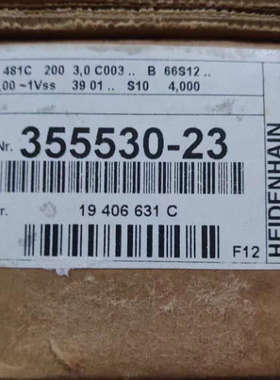 481C 200 3,0 C003 .. B 66S12 ..
,00 ~1Vss 39 01 .. S10 4,000
Nr. 355530-23
r. 19 406 631 C
F12
HEIDENHAIN